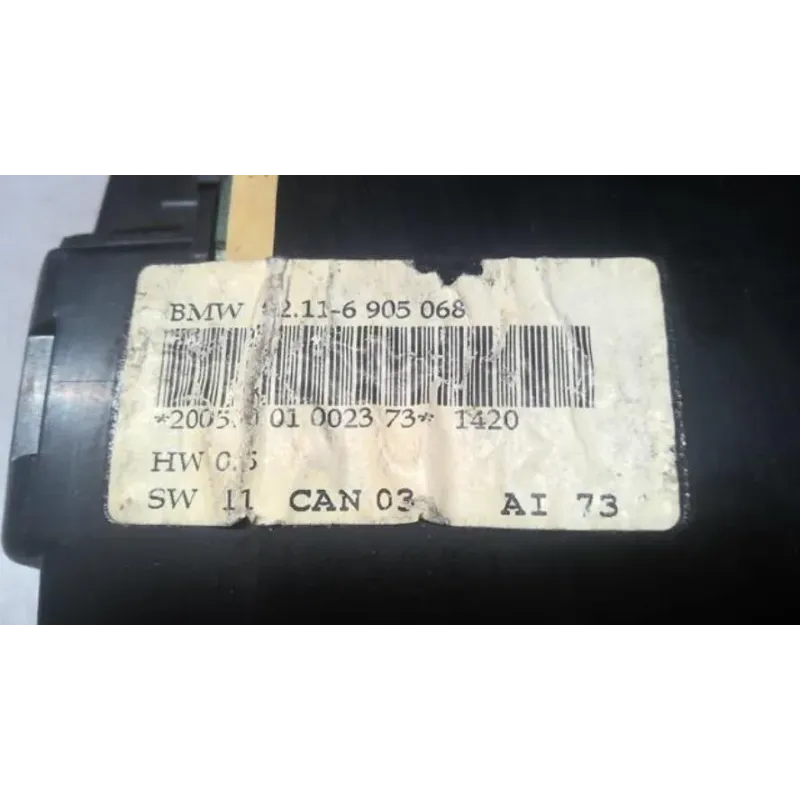 BMW 2.11-6 905 068
*2005 0 01 0023 73* 1420
HW 0.5
SW 11 CAN 03 AI 73